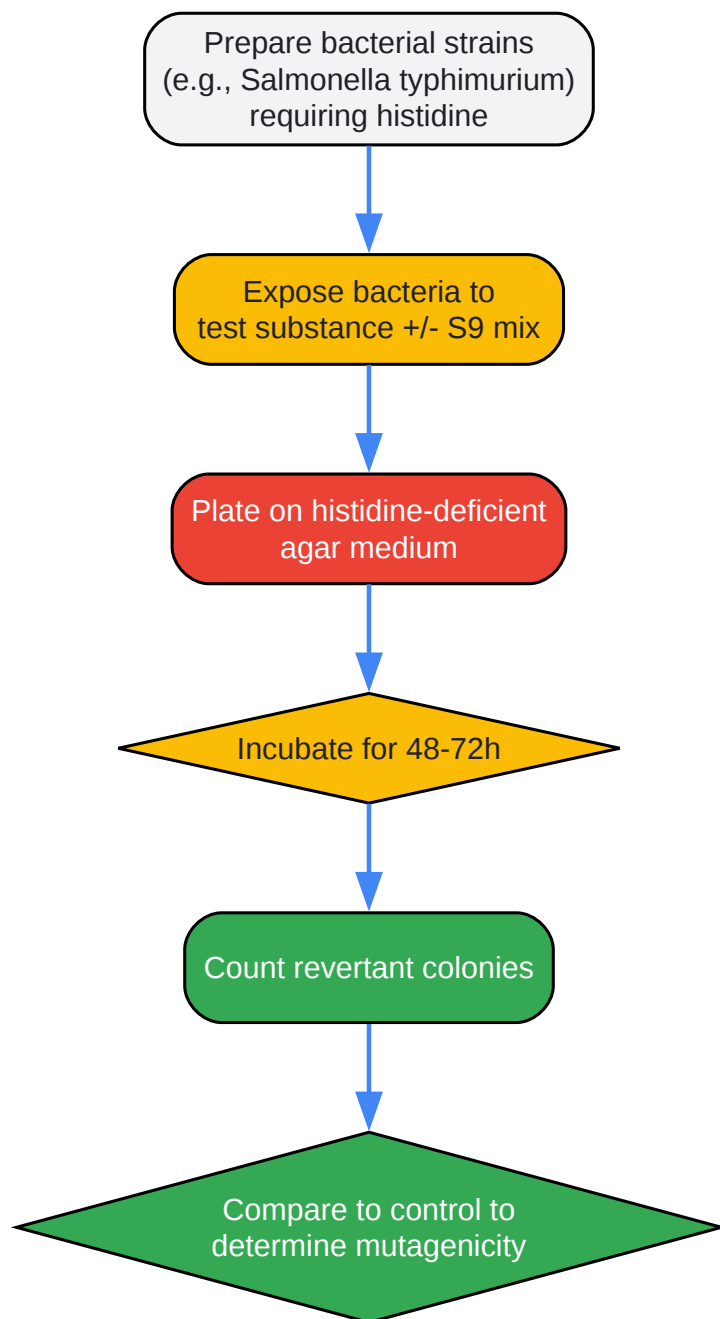 Prepare bacterial strains
(e.g., Salmonella typhimurium)
requiring histidine
Expose bacteria to
test substance +/- S9 mix
Plate on histidine-deficient
agar medium
Incubate for 48-72h
Count revertant colonies
Compare to control to
determine mutagenicity